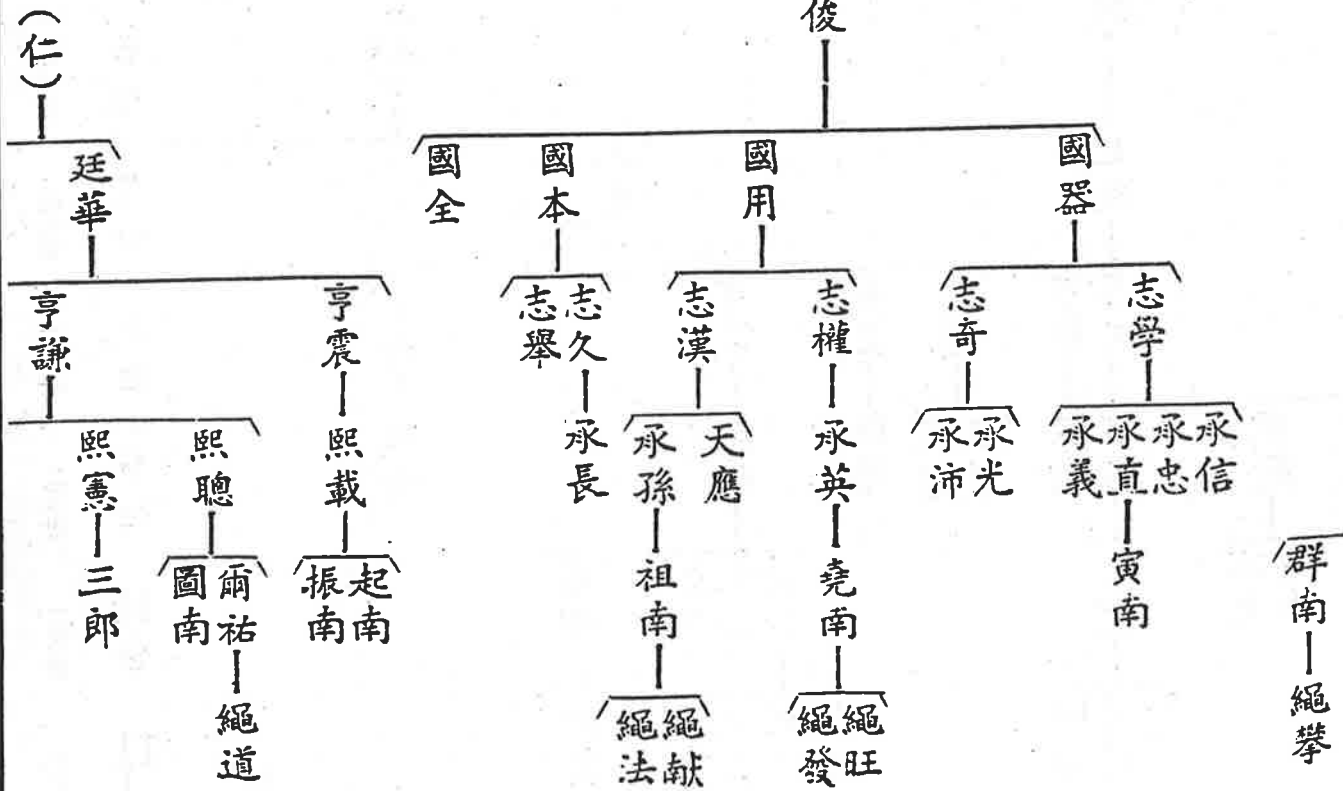 群南
繩攀
俊
國器
國用
國本
國全
志學
志奇
志權
志漢
志久
志舉
承信
承忠
承直
承義
承光
承沛
承英
天應
承孫
承長
寅南
堯南
祖南
繩旺
繩發
繩献
繩法
(仁)
廷華
亨震
亨謙
熙載
熙聰
熙憲
起南
振南
爾祐
圖南
三郎
繩道